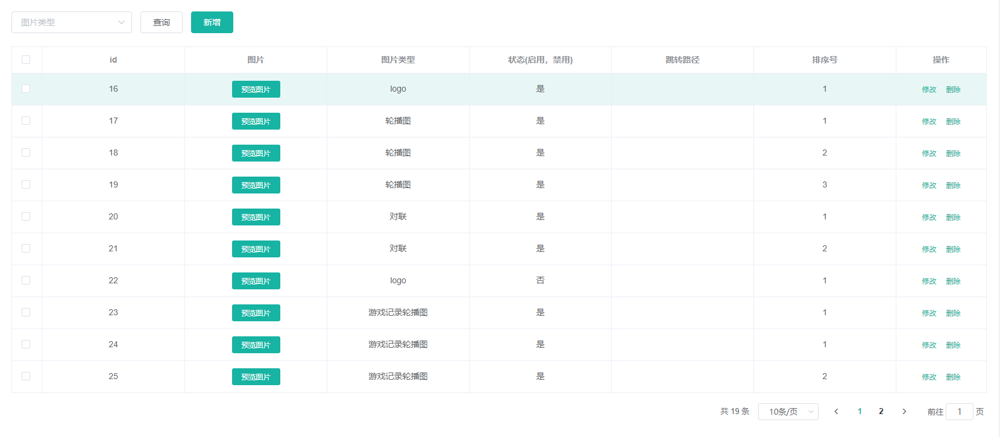 图片类型 查询 新增
id 图片 图片类型 状态(启用，禁用) 跳转路径 排序号 操作
16 预览图片 logo 是 1 修改 删除
17 预览图片 轮播图 是 1 修改 删除
18 预览图片 轮播图 是 2 修改 删除
19 预览图片 轮播图 是 3 修改 删除
20 预览图片 对联 是 1 修改 删除
21 预览图片 对联 是 2 修改 删除
22 预览图片 logo 否 1 修改 删除
23 预览图片 游戏记录轮播图 是 1 修改 删除
24 预览图片 游戏记录轮播图 是 1 修改 删除
25 预览图片 游戏记录轮播图 是 2 修改 删除
共 19 条 10条/页 1 2 前往 1 页